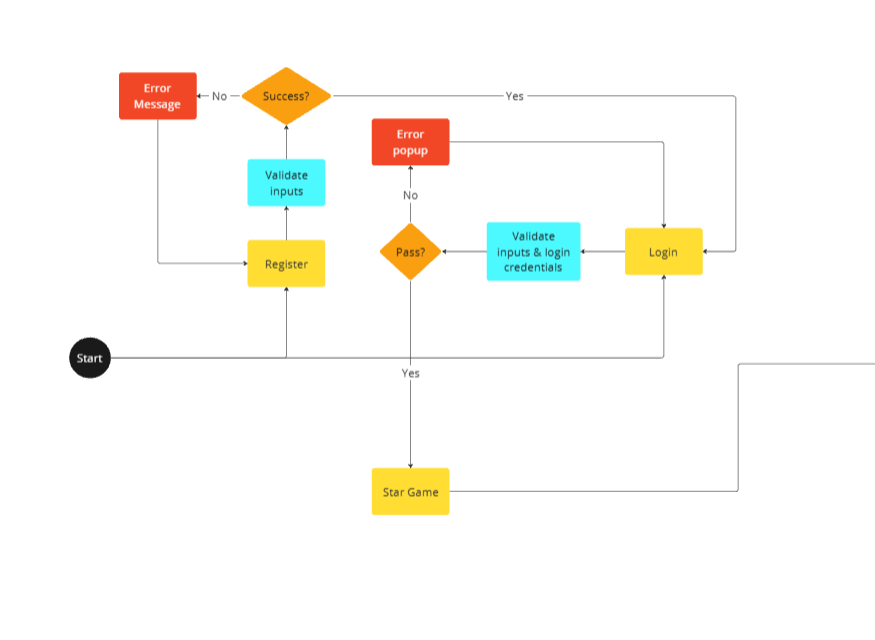 Error
Message
No
Success?
Yes
Error
popup
Validate
inputs
No
Validate
inputs & login
credentials
Pass?
Login
Register
Start
Yes
Star Game